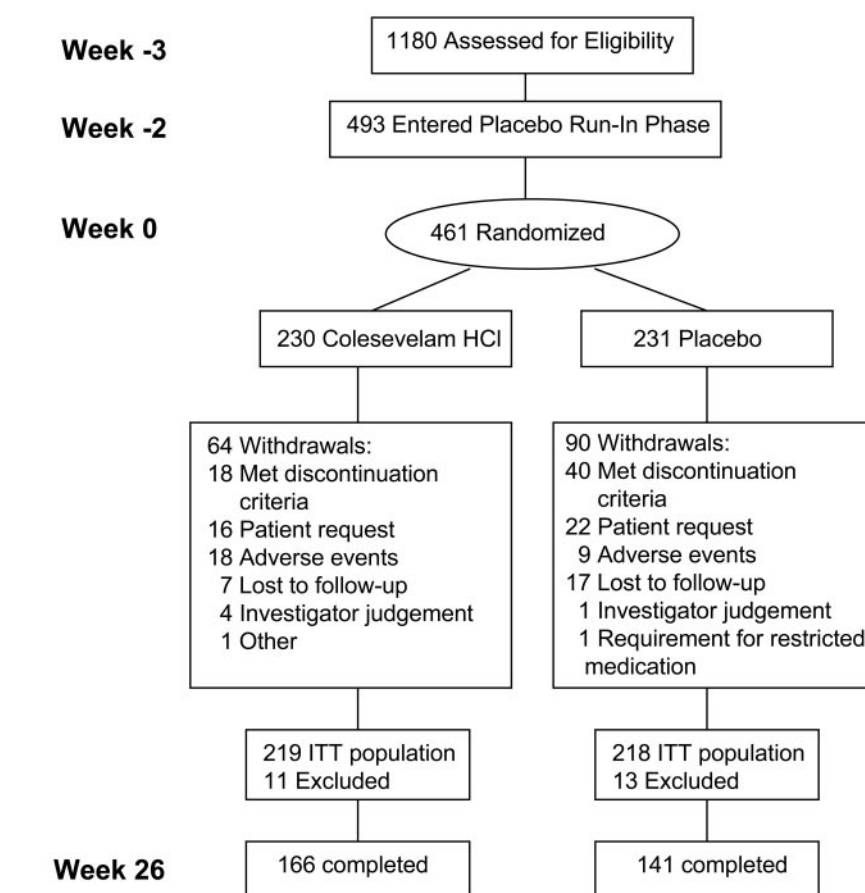 Week -3
1180 Assessed for Eligibility
Week -2
493 Entered Placebo Run-In Phase
Week 0
461 Randomized
230 Colesevelam HCl
231 Placebo
64 Withdrawals:
18 Met discontinuation
criteria
16 Patient request
18 Adverse events
7 Lost to follow-up
4 Investigator judgement
1 Other
90 Withdrawals:
40 Met discontinuation
criteria
22 Patient request
9 Adverse events
17 Lost to follow-up
1 Investigator judgement
1 Requirement for restricted
medication
219 ITT population
11 Excluded
218 ITT population
13 Excluded
Week 26
166 completed
141 completed